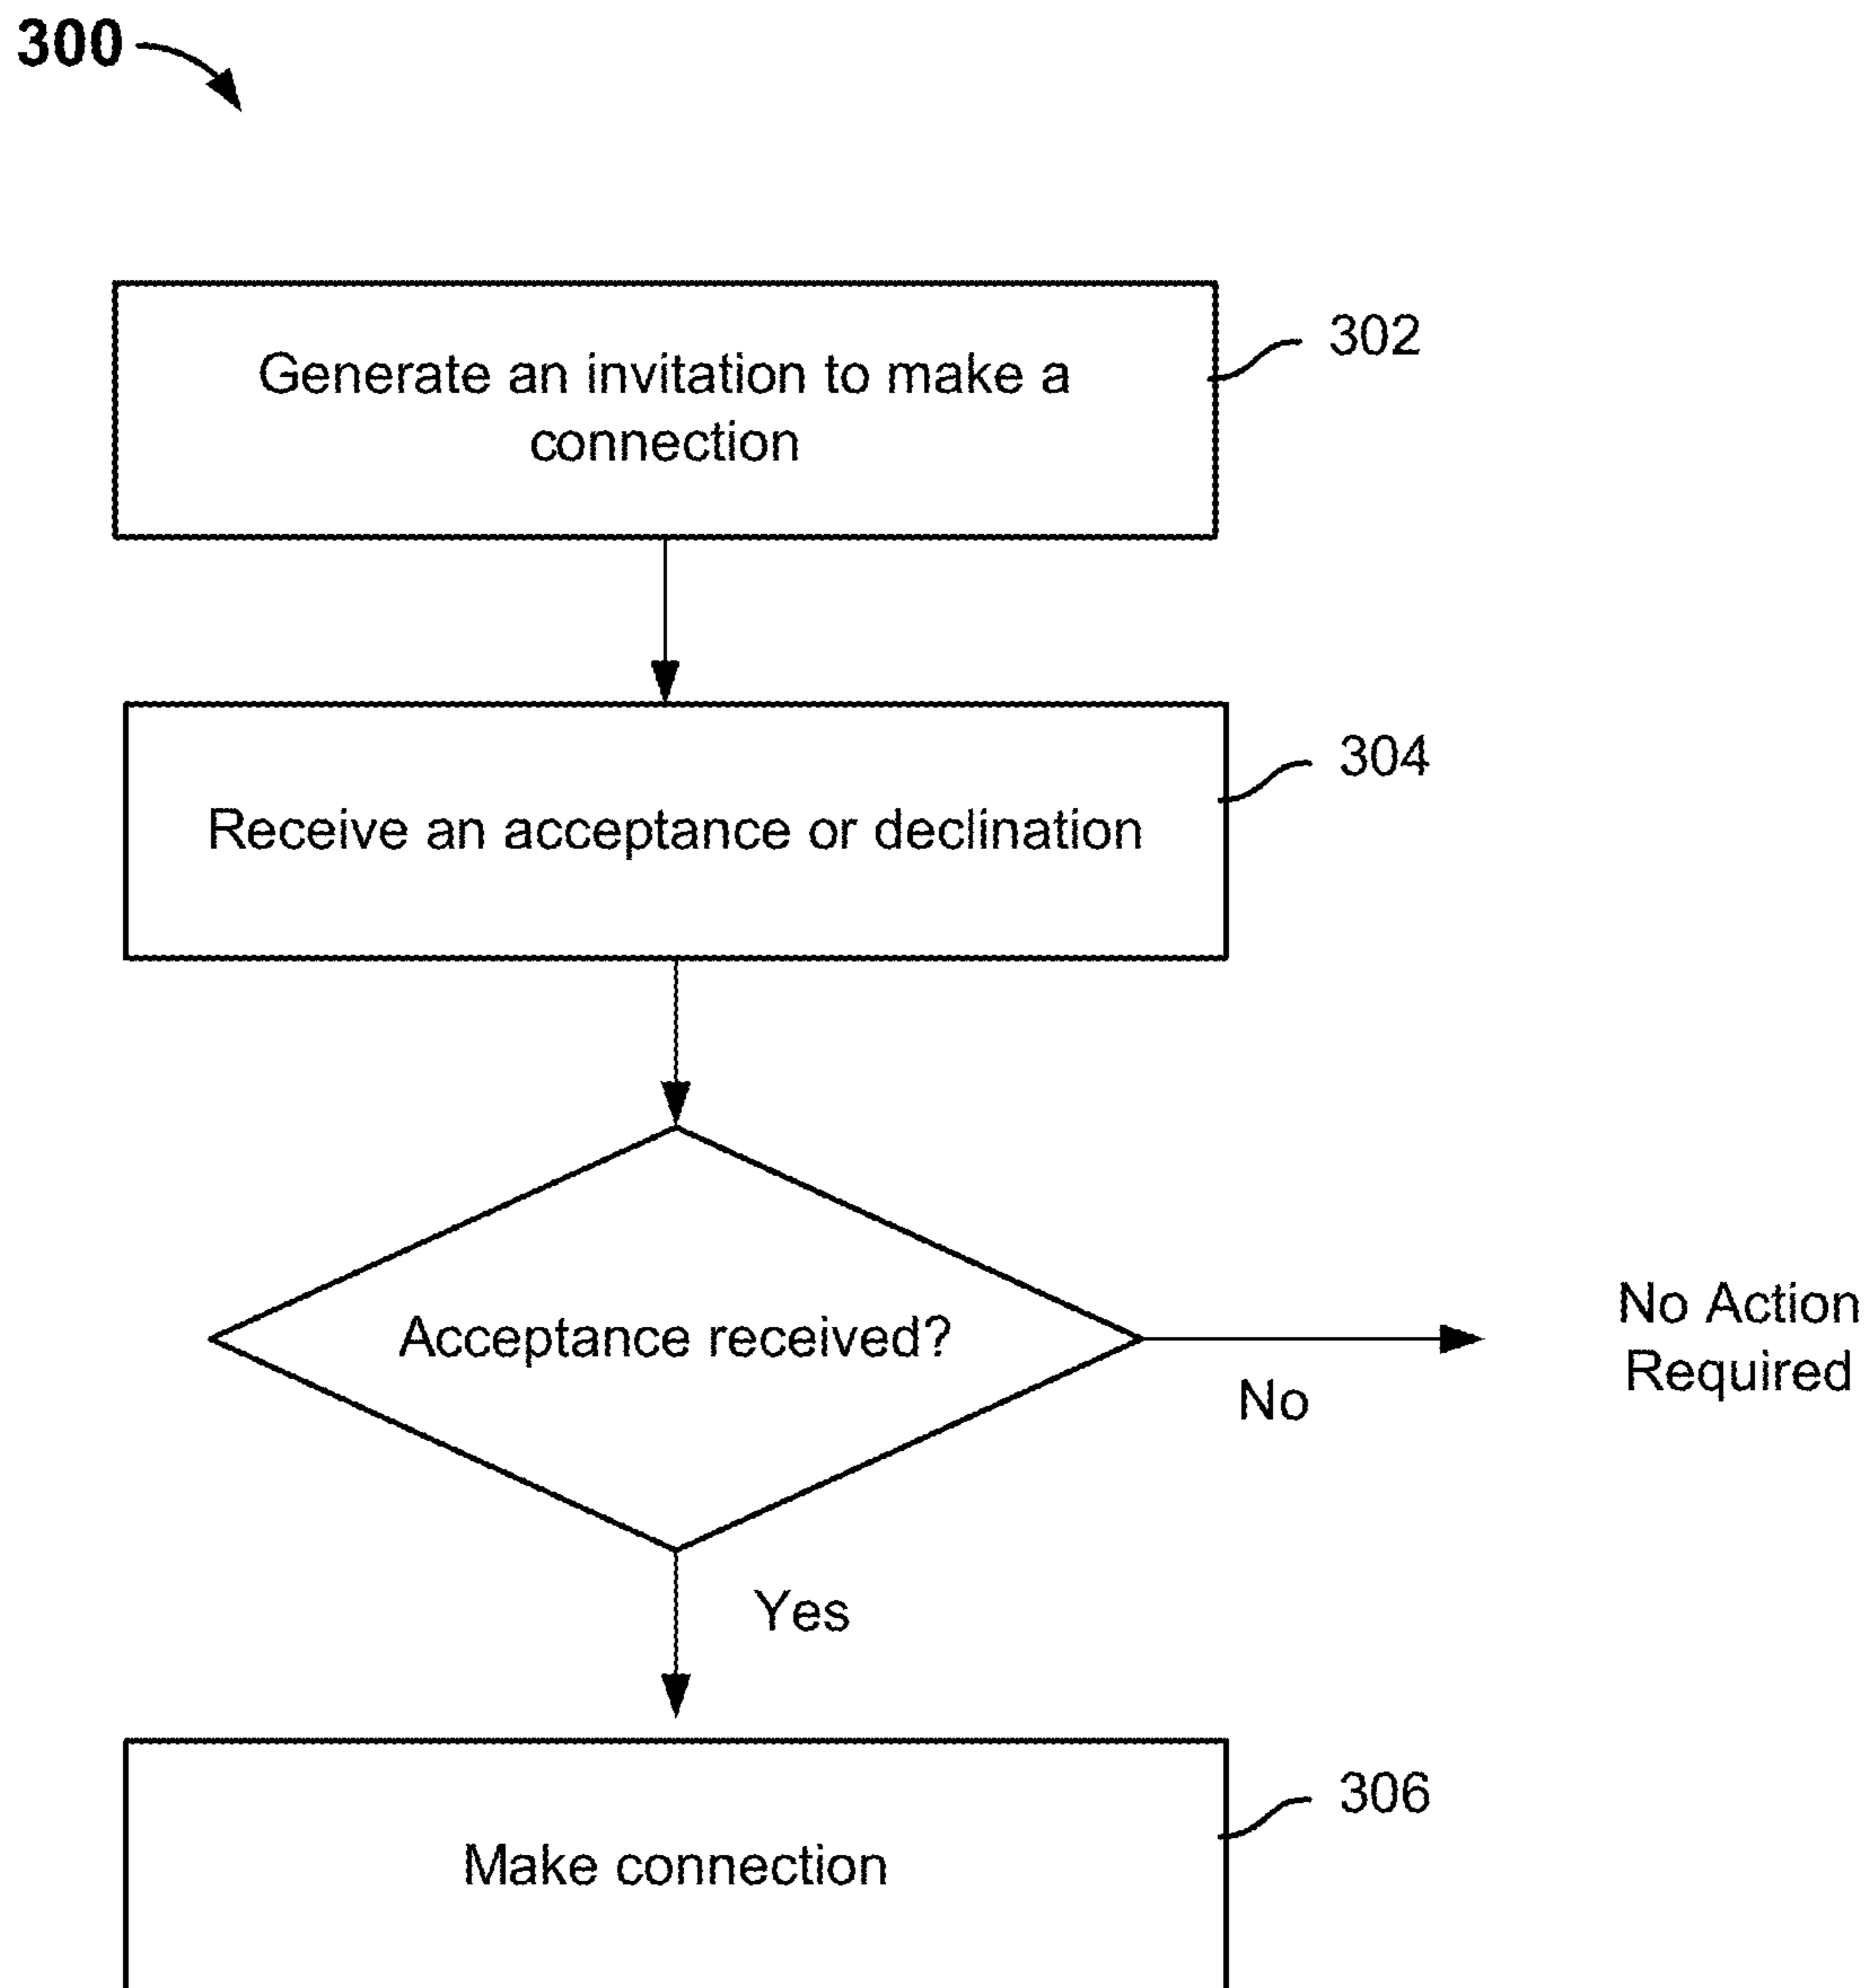 300
Generate an invitation to make a
connection
302
Receive an acceptance or declination
304
Acceptance received?
No
No Action
Required
Yes
Make connection
306